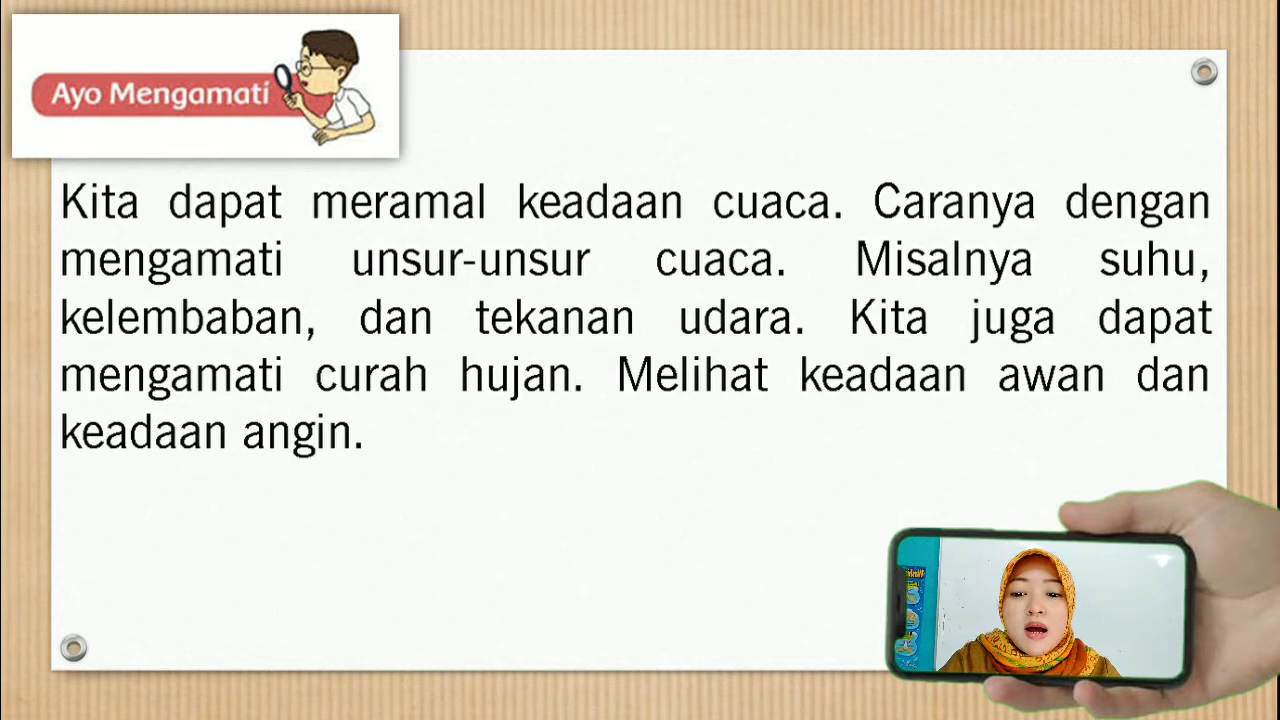 Ayo Mengamati
Kita dapat meramal keadaan cuaca. Caranya dengan
mengamati unsur-unsur cuaca. Misalnya suhu,
kelembaban, dan tekanan udara. Kita juga dapat
mengamati curah hujan. Melihat keadaan awan dan
keadaan angin.